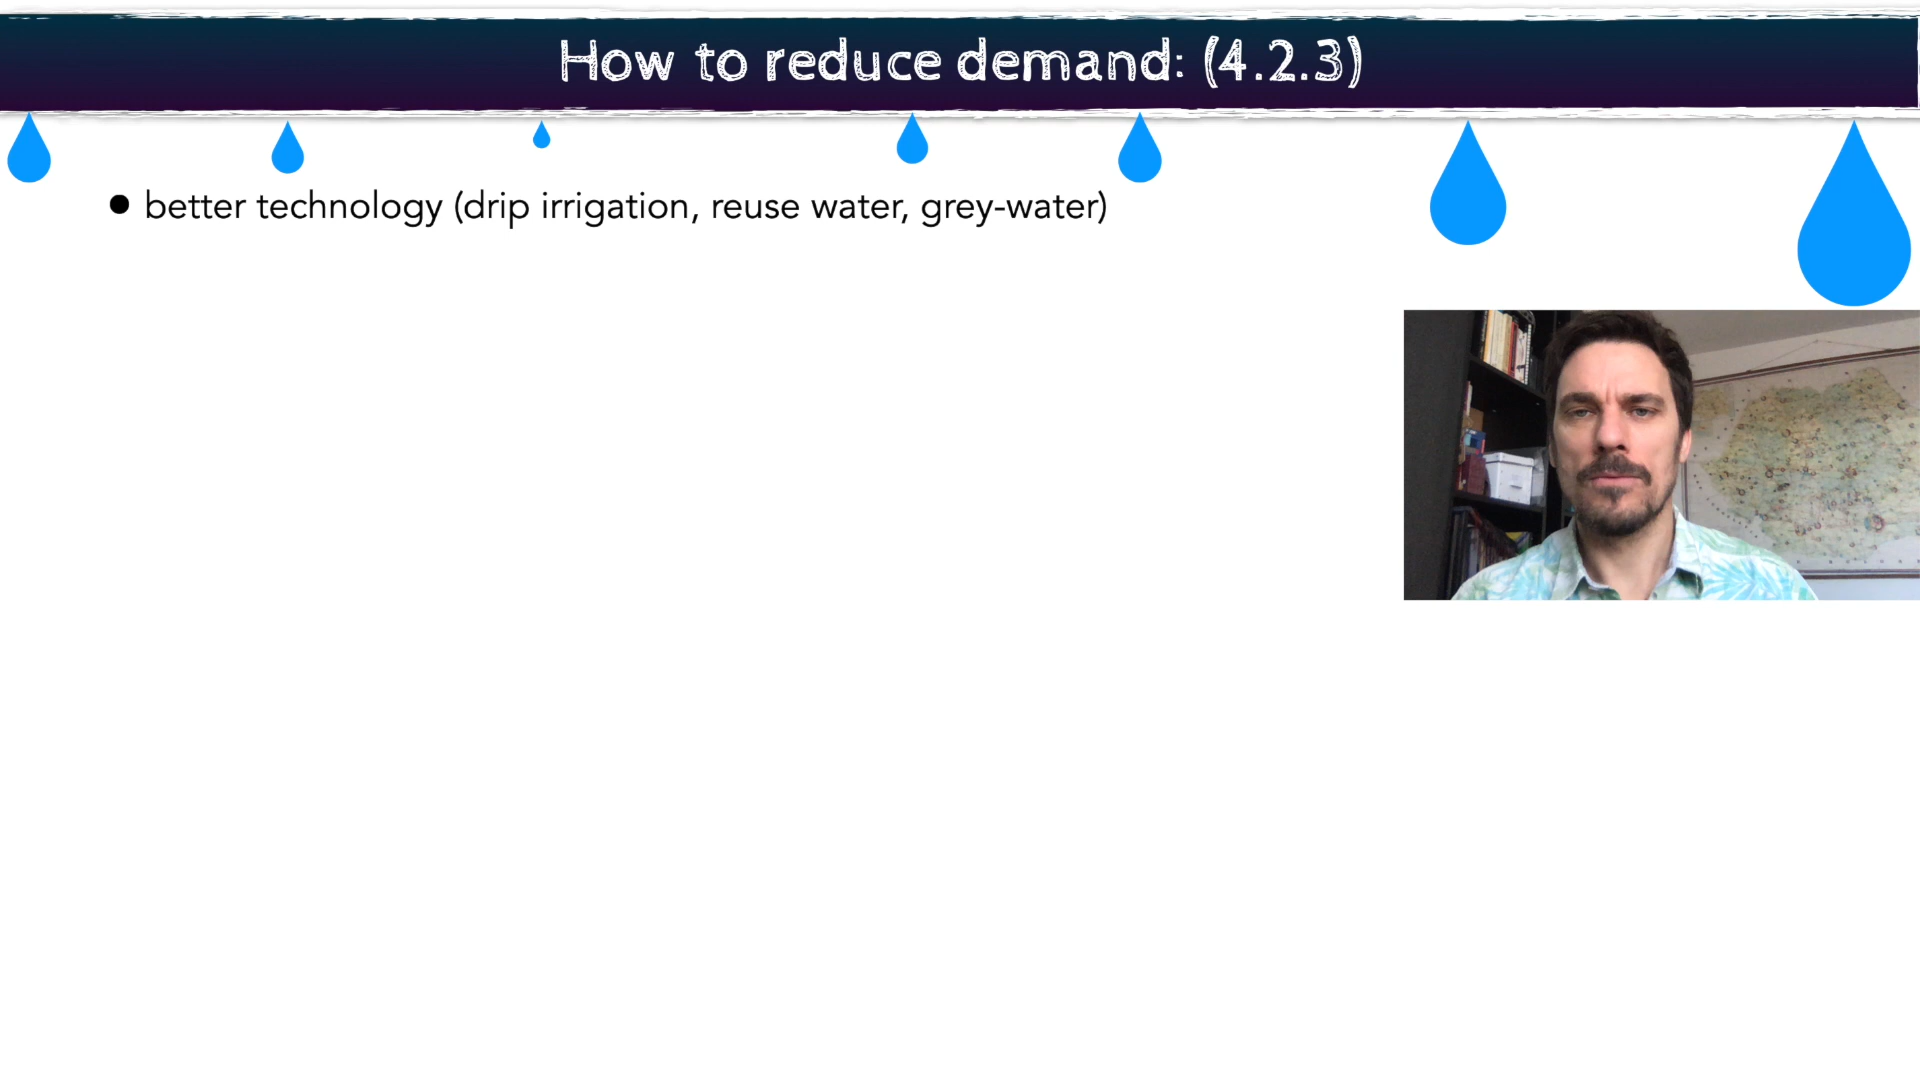 How to reduce demand: (4.2.3)
● better technology (drip irrigation, reuse water, grey-water)